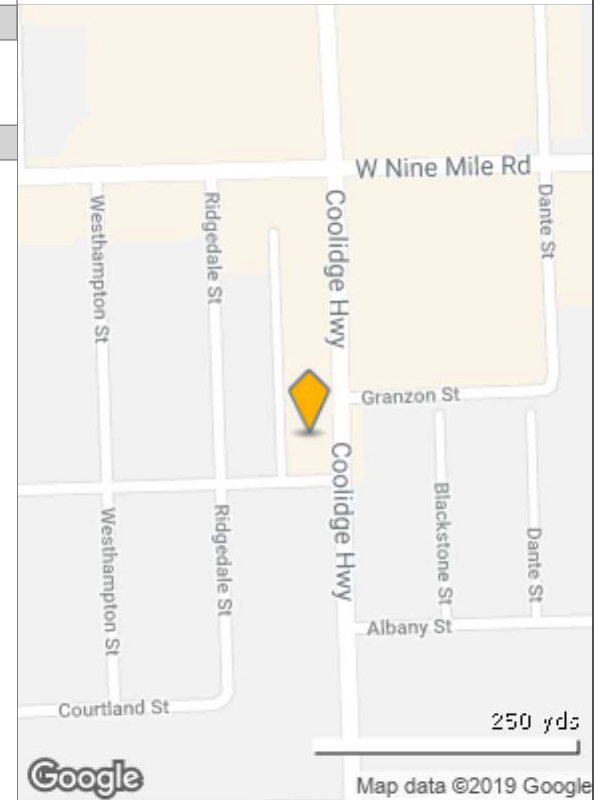 W Nine Mile Rd
Westhampton St
Ridgedale St
Coolidge Hwy
Dante St
Granzon St
Coolidge Hwy
Westhampton St
Ridgedale St
Blackstone St
Dante St
Albany St
Courtland St
250 yds
Google
Map data ©2019 Google